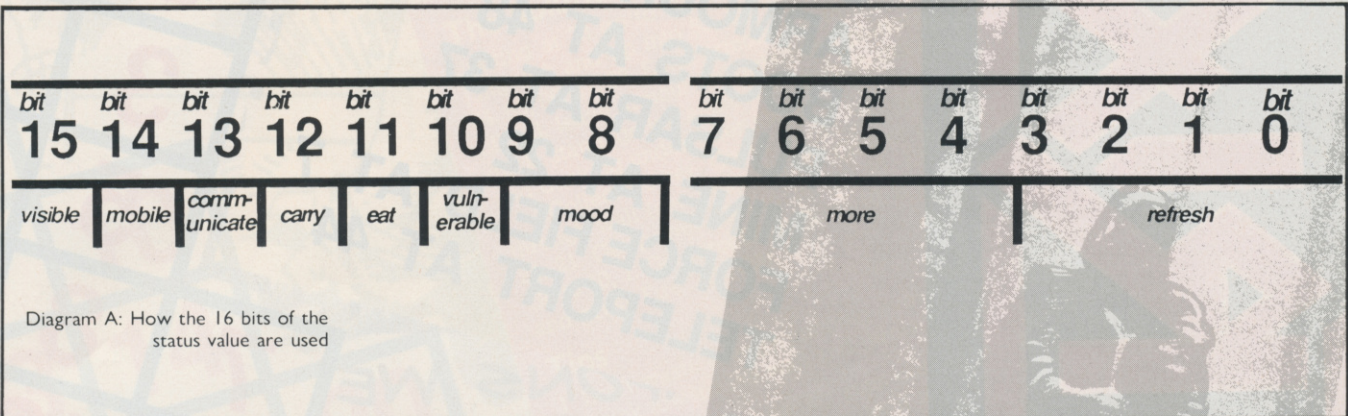 bit bit bit bit bit bit bit bit bit bit bit bit bit bit bit bit
15 14 13 12 11 10 9 8 7 6 5 4 3 2 1 0
visible mobile comm-unicate carry eat vuln-erable mood more refresh
Diagram A: How the 16 bits of the
status value are used